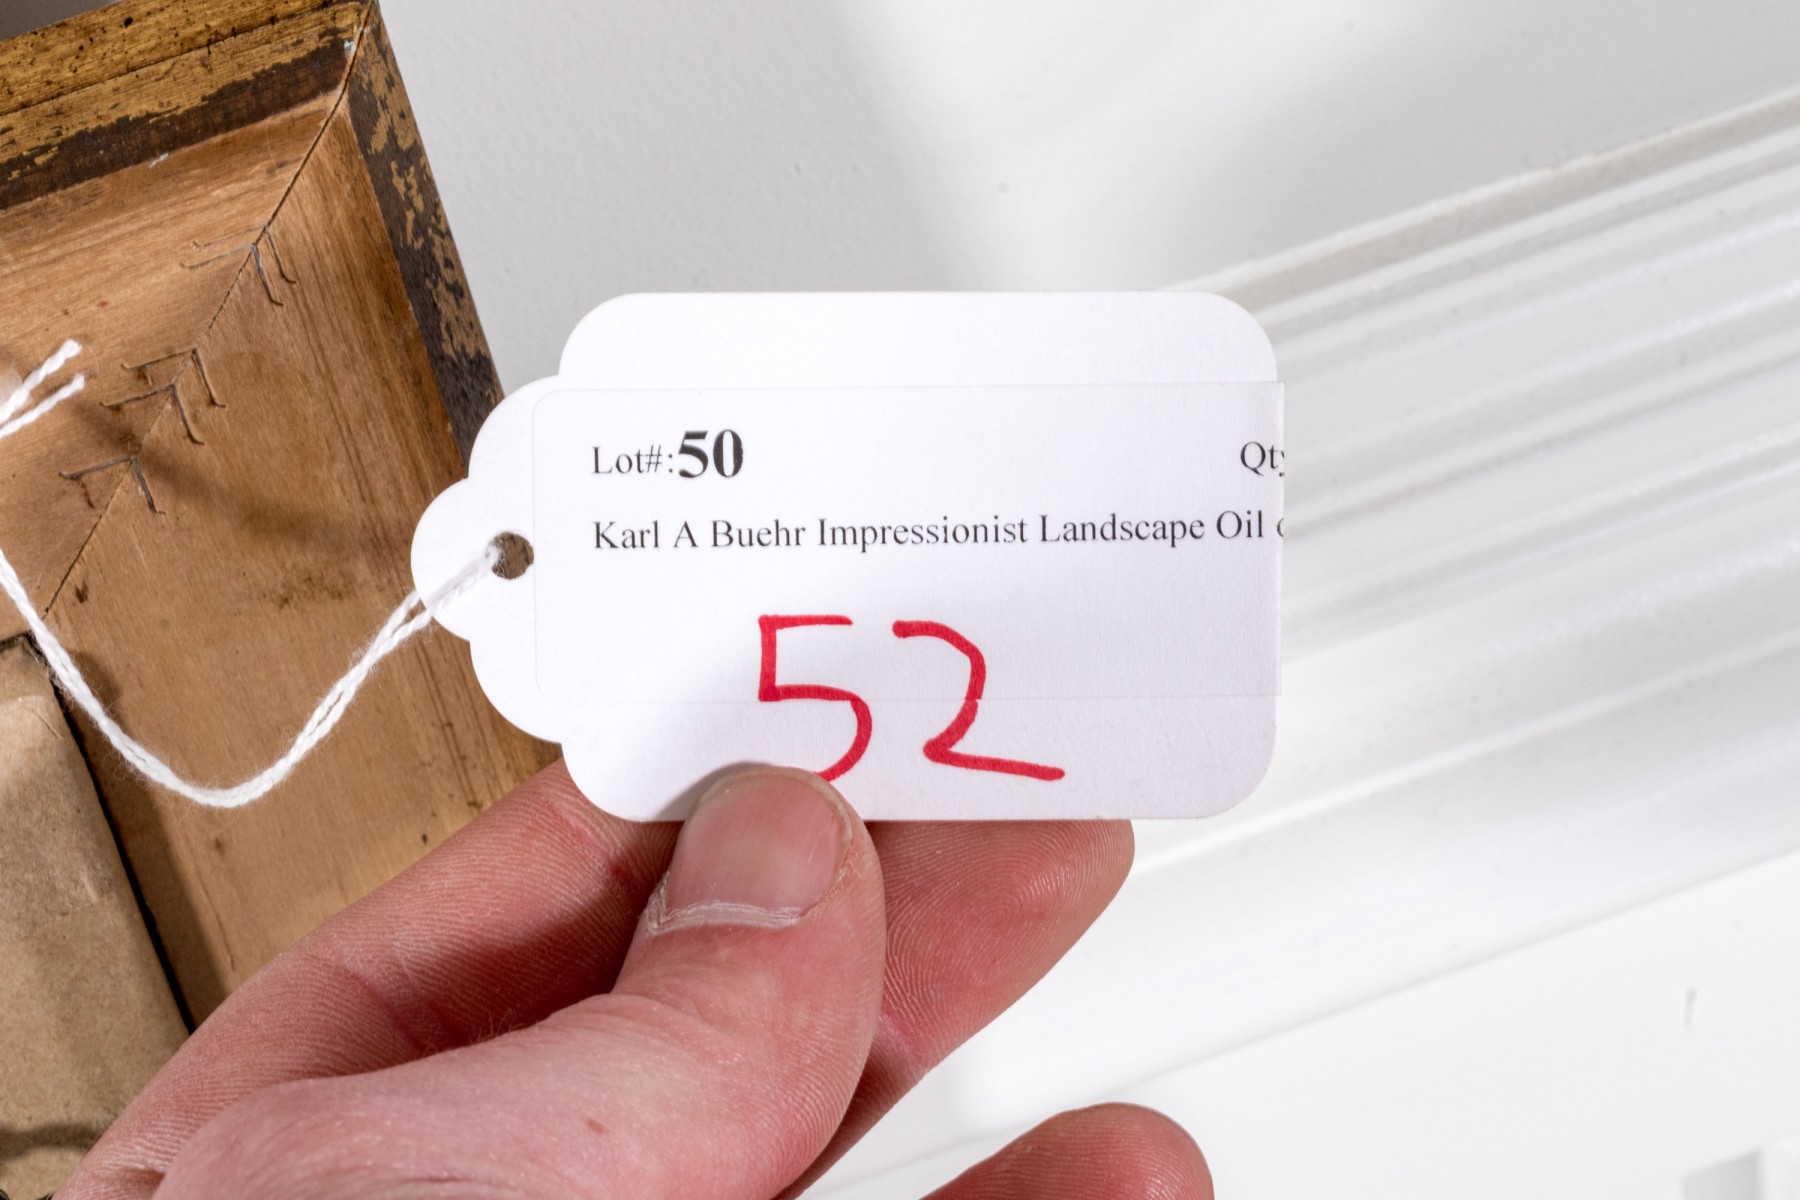 Lot#:50 Qty
Karl A Buehr Impressionist Landscape Oil
52